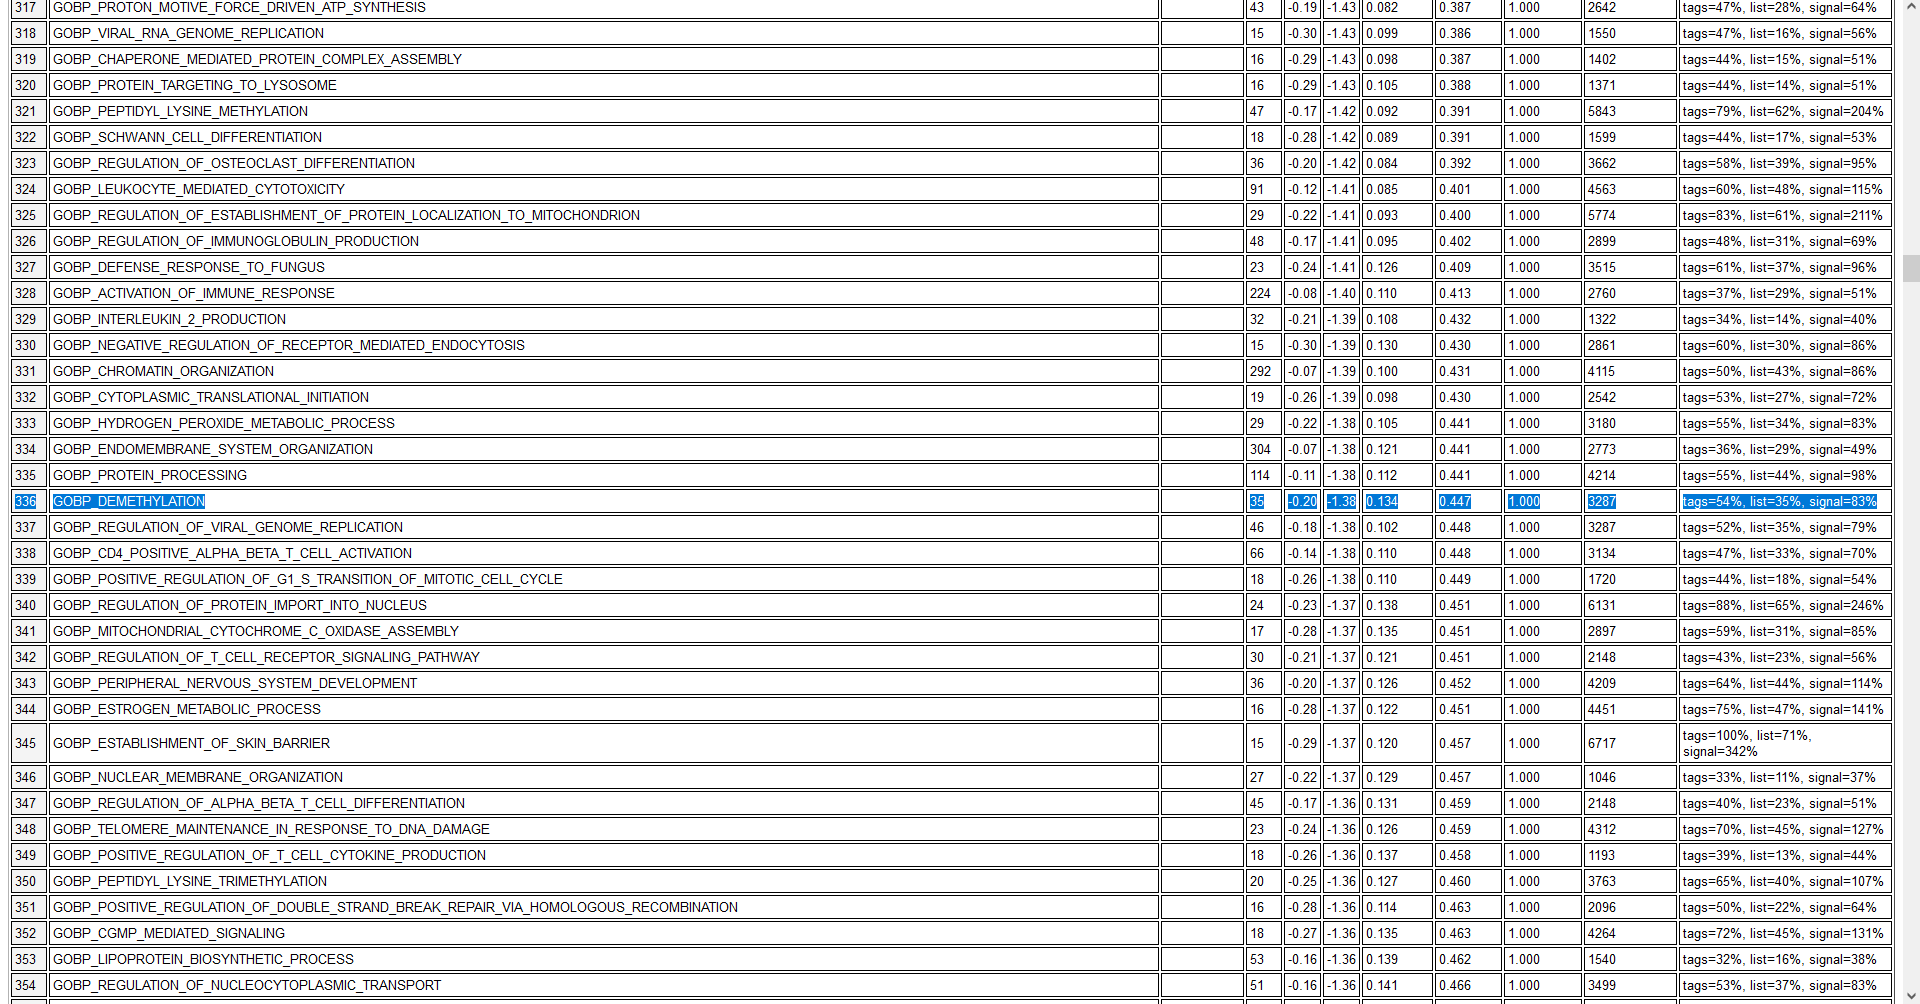 317 GOBP_PROTON_MOTIVE_FORCE_DRIVEN_ATP_SYNTHESIS 43 -0.19 -1.43 0.082 0.387 1.000 2642 tags=47%, list=28%, signal=64%
318 GOBP_VIRAL_RNA_GENOME_REPLICATION 15 -0.30 -1.43 0.099 0.386 1.000 1550 tags=47%, list=16%, signal=56%
319 GOBP_CHAPERONE_MEDIATED_PROTEIN_COMPLEX_ASSEMBLY 16 -0.29 -1.43 0.098 0.387 1.000 1402 tags=44%, list=15%, signal=51%
320 GOBP_PROTEIN_TARGETING_TO_LYSOSOME 16 -0.29 -1.43 0.105 0.388 1.000 1371 tags=44%, list=14%, signal=51%
321 GOBP_PEPTIDYL_LYSINE_METHYLATION 47 -0.17 -1.42 0.092 0.391 1.000 5843 tags=79%, list=62%, signal=204%
322 GOBP_SCHWANN_CELL_DIFFERENTIATION 18 -0.28 -1.42 0.089 0.391 1.000 1599 tags=44%, list=17%, signal=53%
323 GOBP_REGULATION_OF_OSTEOCLAST_DIFFERENTIATION 36 -0.20 -1.42 0.084 0.392 1.000 3662 tags=58%, list=39%, signal=95%
324 GOBP_LEUKOCYTE_MEDIATED_CYTOTOXICITY 91 -0.12 -1.41 0.085 0.401 1.000 4563 tags=60%, list=48%, signal=115%
325 GOBP_REGULATION_OF_ESTABLISHMENT_OF_PROTEIN_LOCALIZATION_TO_MITOCHONDRION 29 -0.22 -1.41 0.093 0.400 1.000 5774 tags=83%, list=61%, signal=211%
326 GOBP_REGULATION_OF_IMMUNOGLOBULIN_PRODUCTION 48 -0.17 -1.41 0.095 0.402 1.000 2899 tags=48%, list=31%, signal=69%
327 GOBP_DEFENSE_RESPONSE_TO_FUNGUS 23 -0.24 -1.41 0.126 0.409 1.000 3515 tags=61%, list=37%, signal=96%
328 GOBP_ACTIVATION_OF_IMMUNE_RESPONSE 224 -0.08 -1.40 0.110 0.413 1.000 2760 tags=37%, list=29%, signal=51%
329 GOBP_INTERLEUKIN_2_PRODUCTION 32 -0.21 -1.39 0.108 0.432 1.000 1322 tags=34%, list=14%, signal=40%
330 GOBP_NEGATIVE_REGULATION_OF_RECEPTOR_MEDIATED_ENDOCYTOSIS 15 -0.30 -1.39 0.130 0.430 1.000 2861 tags=60%, list=30%, signal=86%
331 GOBP_CHROMATIN_ORGANIZATION 292 -0.07 -1.39 0.100 0.431 1.000 4115 tags=50%, list=43%, signal=86%
332 GOBP_CYTOPLASMIC_TRANSLATIONAL_INITIATION 19 -0.26 -1.39 0.098 0.430 1.000 2542 tags=53%, list=27%, signal=72%
333 GOBP_HYDROGEN_PEROXIDE_METABOLIC_PROCESS 29 -0.22 -1.38 0.105 0.441 1.000 3180 tags=55%, list=34%, signal=83%
334 GOBP_ENDOMEMBRANE_SYSTEM_ORGANIZATION 304 -0.07 -1.38 0.121 0.441 1.000 2773 tags=36%, list=29%, signal=49%
335 GOBP_PROTEIN_PROCESSING 114 -0.11 -1.38 0.112 0.441 1.000 4214 tags=55%, list=44%, signal=98%
336 GOBP_DEMETHYLATION 35 -0.20 -1.38 0.134 0.447 1.000 3287 tags=54%, list=35%, signal=83%
337 GOBP_REGULATION_OF_VIRAL_GENOME_REPLICATION 46 -0.18 -1.38 0.102 0.448 1.000 3287 tags=52%, list=35%, signal=79%
338 GOBP_CD4_POSITIVE_ALPHA_BETA_T_CELL_ACTIVATION 66 -0.14 -1.38 0.110 0.448 1.000 3134 tags=47%, list=33%, signal=70%
339 GOBP_POSITIVE_REGULATION_OF_G1_S_TRANSITION_OF_MITOTIC_CELL_CYCLE 18 -0.26 -1.38 0.110 0.449 1.000 1720 tags=44%, list=18%, signal=54%
340 GOBP_REGULATION_OF_PROTEIN_IMPORT_INTO_NUCLEUS 24 -0.23 -1.37 0.138 0.451 1.000 6131 tags=88%, list=65%, signal=246%
341 GOBP_MITOCHONDRIAL_CYTOCHROME_C_OXIDASE_ASSEMBLY 17 -0.28 -1.37 0.135 0.451 1.000 2897 tags=59%, list=31%, signal=85%
342 GOBP_REGULATION_OF_T_CELL_RECEPTOR_SIGNALING_PATHWAY 30 -0.21 -1.37 0.121 0.451 1.000 2148 tags=43%, list=23%, signal=56%
343 GOBP_PERIPHERAL_NERVOUS_SYSTEM_DEVELOPMENT 36 -0.20 -1.37 0.126 0.452 1.000 4209 tags=64%, list=44%, signal=114%
344 GOBP_ESTROGEN_METABOLIC_PROCESS 16 -0.28 -1.37 0.122 0.451 1.000 4451 tags=75%, list=47%, signal=141%
345 GOBP_ESTABLISHMENT_OF_SKIN_BARRIER 15 -0.29 -1.37 0.120 0.457 1.000 6717 tags=100%, list=71%,
signal=342%
346 GOBP_NUCLEAR_MEMBRANE_ORGANIZATION 27 -0.22 -1.37 0.129 0.457 1.000 1046 tags=33%, list=11%, signal=37%
347 GOBP_REGULATION_OF_ALPHA_BETA_T_CELL_DIFFERENTIATION 45 -0.17 -1.36 0.131 0.459 1.000 2148 tags=40%, list=23%, signal=51%
348 GOBP_TELOMERE_MAINTENANCE_IN_RESPONSE_TO_DNA_DAMAGE 23 -0.24 -1.36 0.126 0.459 1.000 4312 tags=70%, list=45%, signal=127%
349 GOBP_POSITIVE_REGULATION_OF_T_CELL_CYTOKINE_PRODUCTION 18 -0.26 -1.36 0.137 0.458 1.000 1193 tags=39%, list=13%, signal=44%
350 GOBP_PEPTIDYL_LYSINE_TRIMETHYLATION 20 -0.25 -1.36 0.127 0.460 1.000 3763 tags=65%, list=40%, signal=107%
351 GOBP_POSITIVE_REGULATION_OF_DOUBLE_STRAND_BREAK_REPAIR_VIA_HOMOLOGOUS_RECOMBINATION 16 -0.28 -1.36 0.114 0.463 1.000 2096 tags=50%, list=22%, signal=64%
352 GOBP_CGMP_MEDIATED_SIGNALING 18 -0.27 -1.36 0.135 0.463 1.000 4264 tags=72%, list=45%, signal=131%
353 GOBP_LIPOPROTEIN_BIOSYNTHETIC_PROCESS 53 -0.16 -1.36 0.139 0.462 1.000 1540 tags=32%, list=16%, signal=38%
354 GOBP_REGULATION_OF_NUCLEOCYTOPLASMIC_TRANSPORT 51 -0.16 -1.36 0.141 0.466 1.000 3499 tags=53%, list=37%, signal=83%